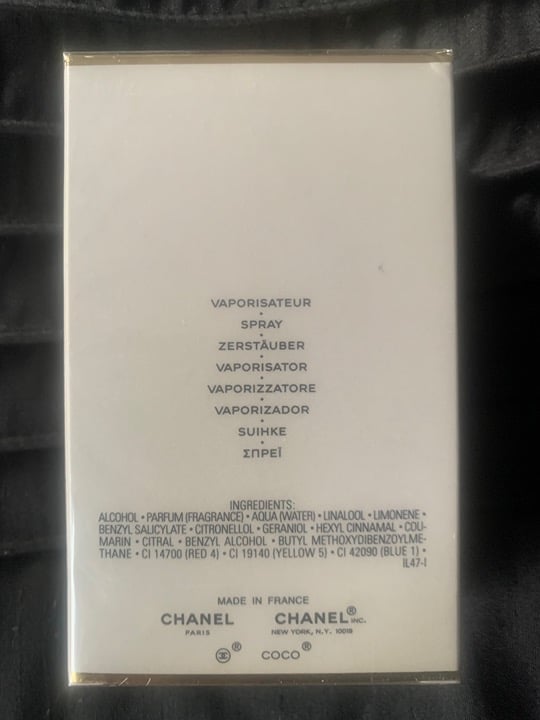 VAPORISATEUR
•
SPRAY
•
ZERSTÄUBER
•
VAPORISATOR
•
VAPORIZZATORE
•
VAPORIZADOR
•
SUIHKE
•
ΣΠΡΕΪ
INGREDIENTS:
ALCOHOL • PARFUM (FRAGRANCE) • AQUA (WATER) • LINALOOL • LIMONENE •
BENZYL SALICYLATE • CITRONELLOL • GERANIOL • HEXYL CINNAMAL • COU-
MARIN • CITRAL • BENZYL ALCOHOL • BUTYL METHOXYDIBENZOYLME-
THANE • CI 14700 (RED 4) • CI 19140 (YELLOW 5) • CI 42090 (BLUE 1) •
IL47-I
MADE IN FRANCE
CHANEL CHANEL® INC.
PARIS NEW YORK, N.Y. 10019
® COCO®